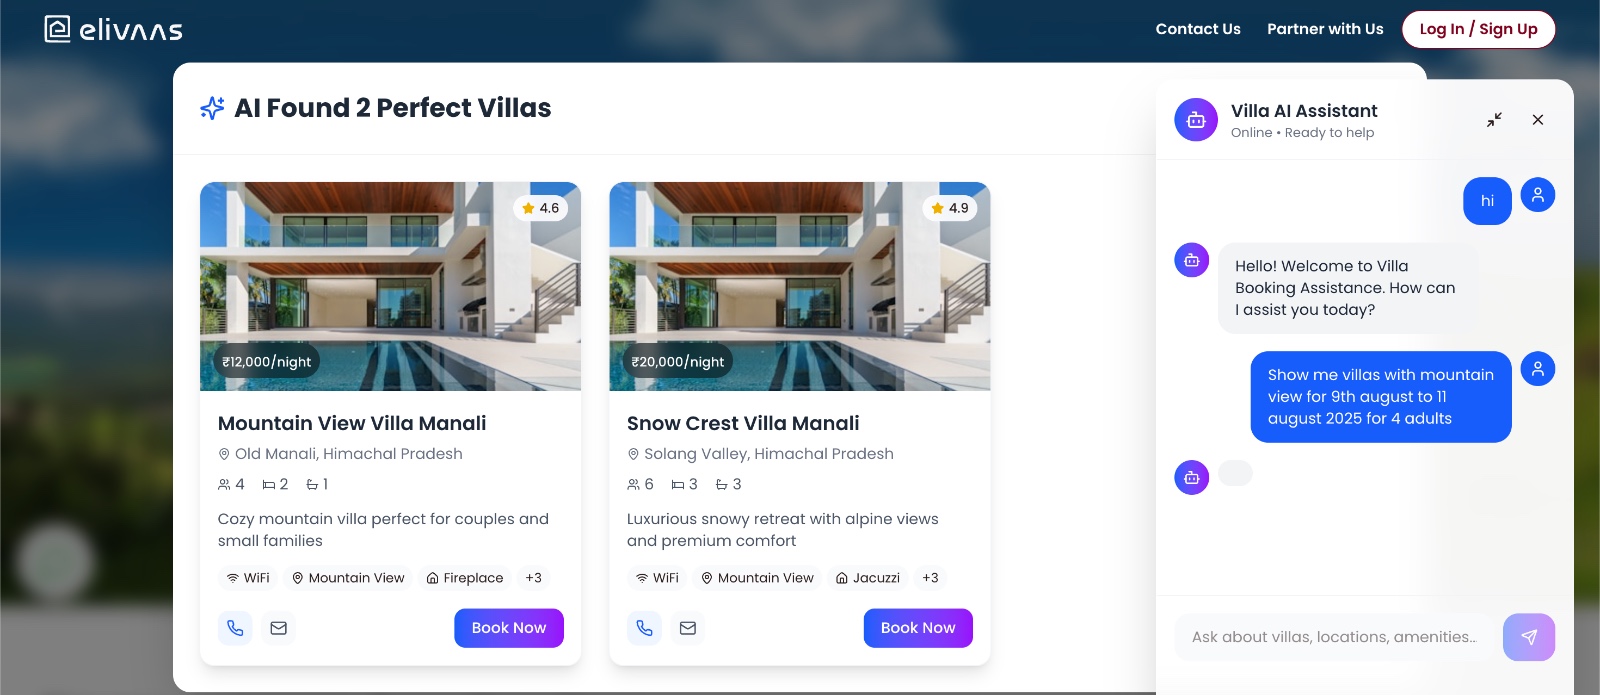 elivaas
Contact Us
Partner with Us
Log In / Sign Up
AI Found 2 Perfect Villas
4.6
₹12,000/night
Mountain View Villa Manali
Old Manali, Himachal Pradesh
4 2 1
Cozy mountain villa perfect for couples and
small families
WiFi Mountain View Fireplace +3
Book Now
4.9
₹20,000/night
Snow Crest Villa Manali
Solang Valley, Himachal Pradesh
6 3 3
Luxurious snowy retreat with alpine views
and premium comfort
WiFi Mountain View Jacuzzi +3
Book Now
Villa AI Assistant
Online • Ready to help
hi
Hello! Welcome to Villa
Booking Assistance. How can
I assist you today?
Show me villas with mountain
view for 9th august to 11
august 2025 for 4 adults
Ask about villas, locations, amenities...